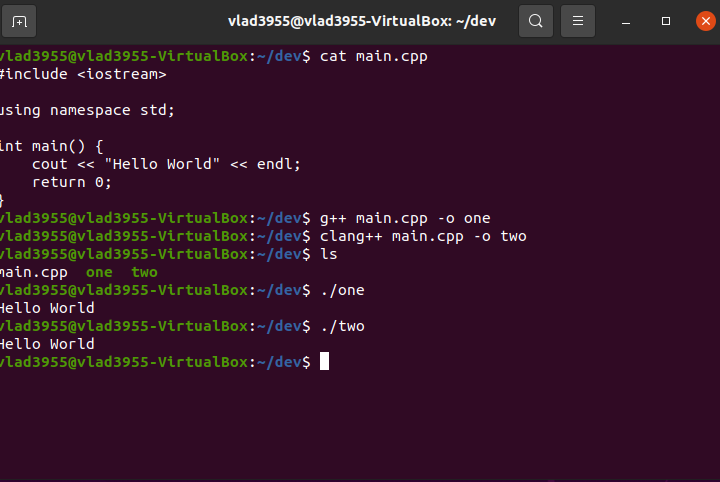 vlad3955@vlad3955-VirtualBox: ~/dev
vlad3955@vlad3955-VirtualBox:~/dev$ cat main.cpp
#include <iostream>
using namespace std;
int main() {
    cout << "Hello World" << endl;
    return 0;
}
vlad3955@vlad3955-VirtualBox:~/dev$ g++ main.cpp -o one
vlad3955@vlad3955-VirtualBox:~/dev$ clang++ main.cpp -o two
vlad3955@vlad3955-VirtualBox:~/dev$ ls
main.cpp  one  two
vlad3955@vlad3955-VirtualBox:~/dev$ ./one
Hello World
vlad3955@vlad3955-VirtualBox:~/dev$ ./two
Hello World
vlad3955@vlad3955-VirtualBox:~/dev$